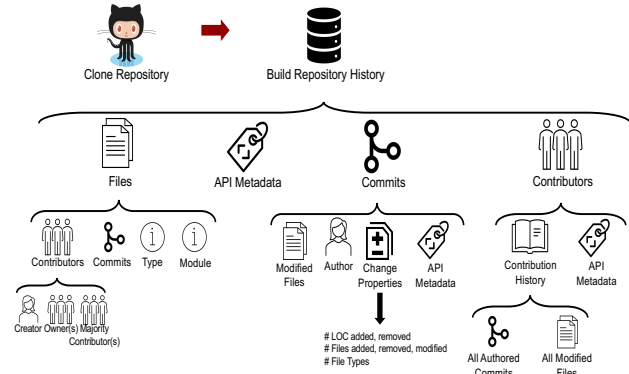 Clone Repository
Build Repository History
Files
API Metadata
Commits
Contributors
Contributors
Commits
Type
Module
Modified
Files
Author
Change
Properties
API
Metadata
Contribution
History
API
Metadata
Creator
Owner(s)
Majority
Contributor(s)
# LOC added, removed
# Files added, removed, modified
# File Types
All Authored
Commits
All Modified
Files